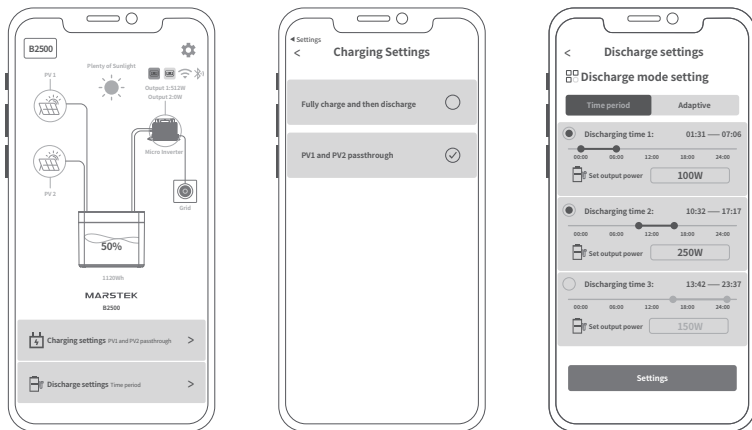 B2500
Plenty of Sunlight
PV 1
Output 1:512W
Output 2:0W
Micro Inverter
PV 2
Grid
50%
1120Wh
MARSTEK
B2500
Charging settings PV1 and PV2 passthrough >
Discharge settings Time period >
Settings
< Charging Settings
Fully charge and then discharge
PV1 and PV2 passthrough
< Discharge settings
Discharge mode setting
Time period Adaptive
Discharging time 1: 01:31 — 07:06
00:00 06:00 12:00 18:00 24:00
Set output power 100W
Discharging time 2: 10:32 — 17:17
00:00 06:00 12:00 18:00 24:00
Set output power 250W
Discharging time 3: 13:42 — 23:37
00:00 06:00 12:00 18:00 24:00
Set output power 150W
Settings